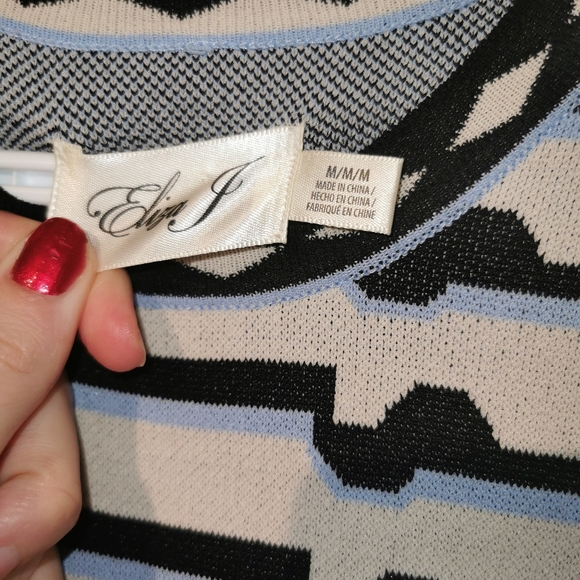 Eliza J
M/M/M
MADE IN CHINA /
HECHO EN CHINA /
FABRIQUÉ EN CHINE